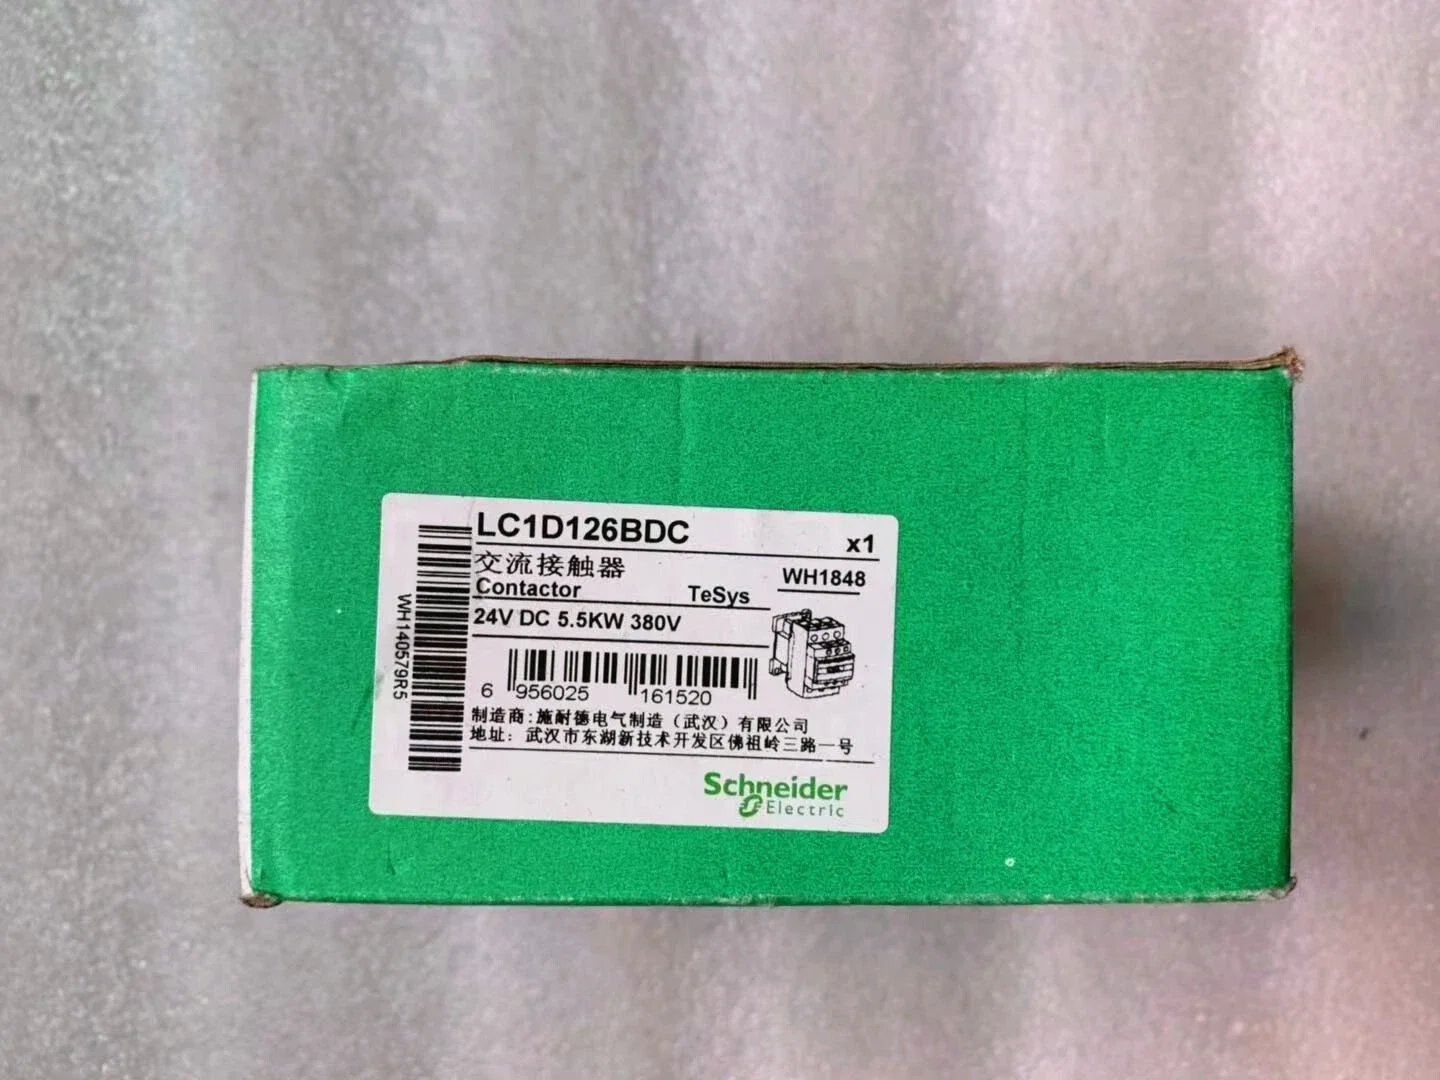 LC1D126BDC
x1
交流接触器
Contactor
TeSys
WH1848
24V DC 5.5KW 380V
6 956025 161520
制造商:施耐德电气制造（武汉）有限公司
地址: 武汉市东湖新技术开发区佛祖岭三路一号
Schneider
Electric
WH140579R5